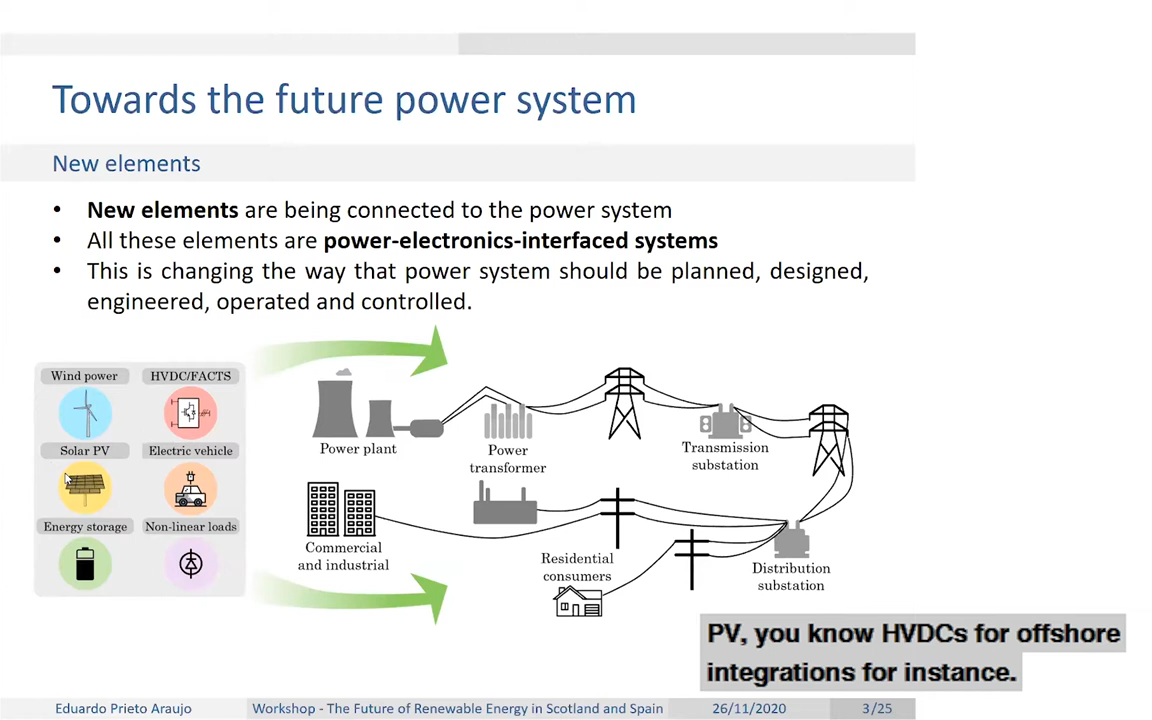 Towards the future power system
New elements
• New elements are being connected to the power system
• All these elements are power-electronics-interfaced systems
• This is changing the way that power system should be planned, designed,
engineered, operated and controlled.
Wind power
HVDC/FACTS
Solar PV
Electric vehicle
Energy storage
Non-linear loads
Power plant
Power
transformer
Transmission
substation
Commercial
and industrial
Residential
consumers
Distribution
substation
PV, you know HVDCs for offshore
integrations for instance.
Eduardo Prieto Araujo
Workshop - The Future of Renewable Energy in Scotland and Spain
26/11/2020
3/25